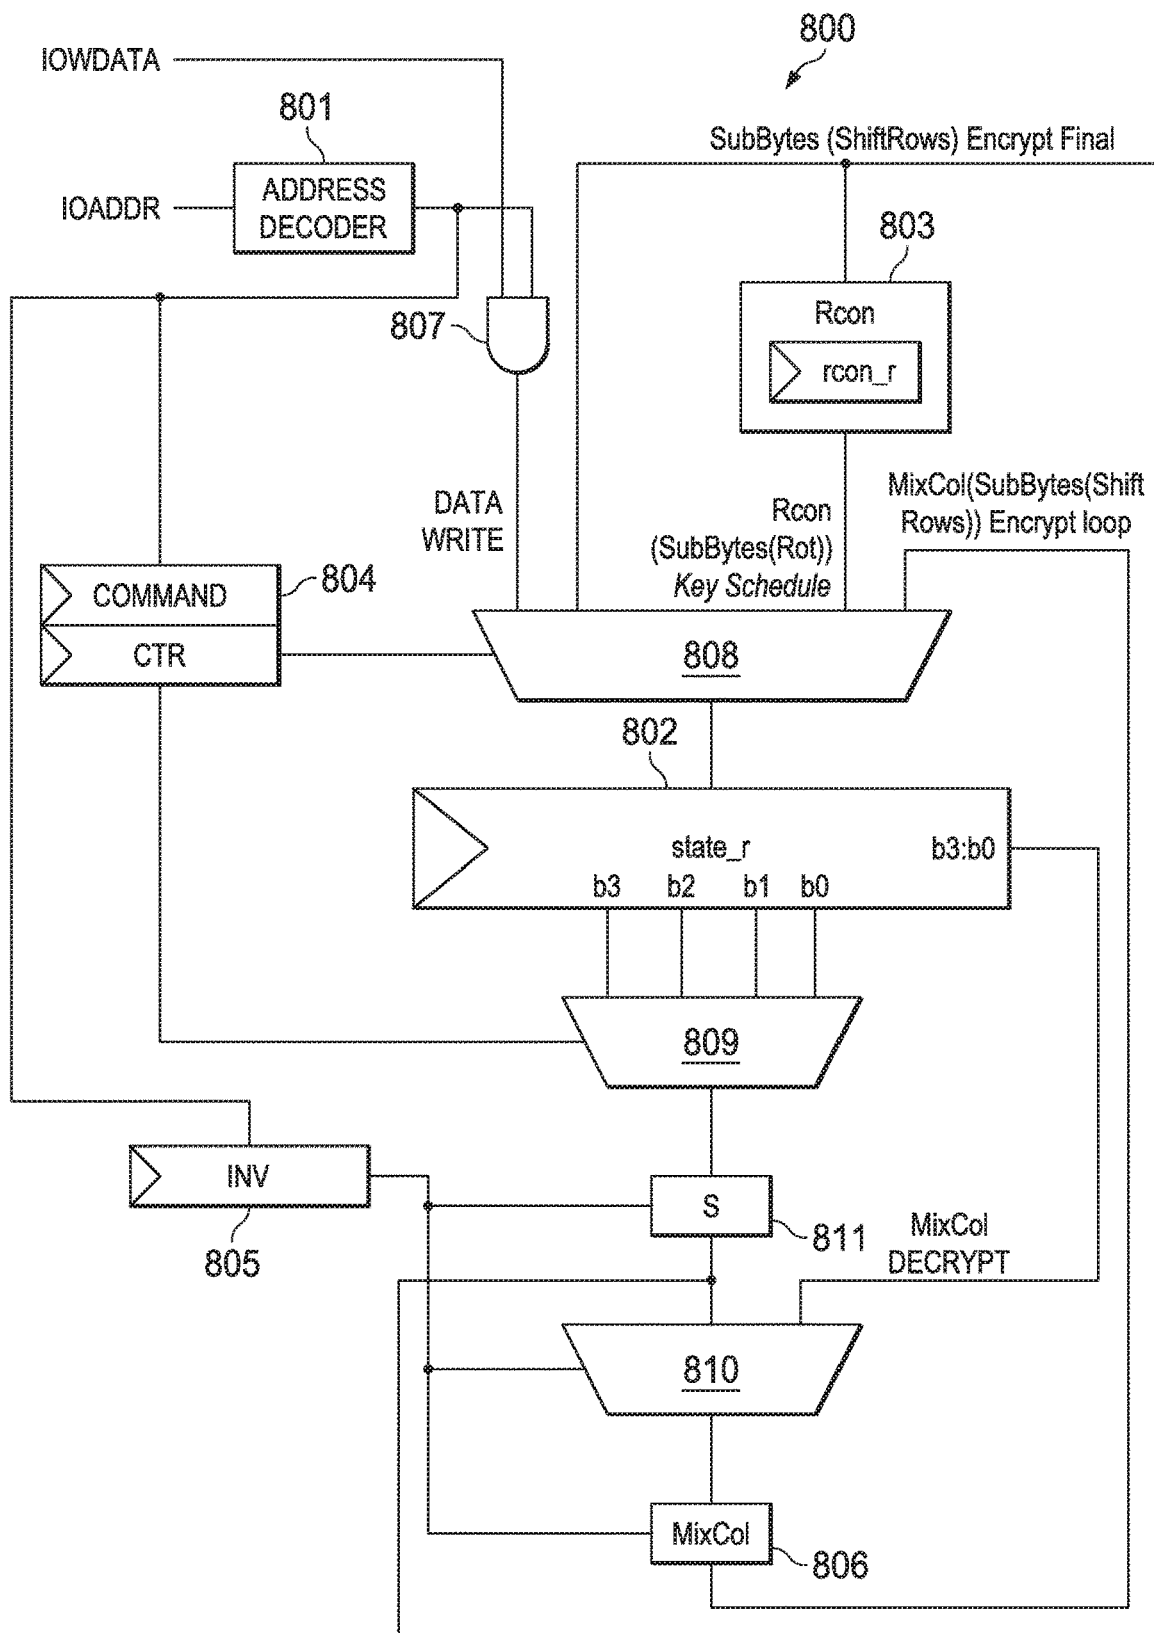 800
IOWDATA
801
SubBytes (ShiftRows) Encrypt Final
IOADDR
ADDRESS
DECODER
803
Rcon
rcon_r
807
MixCol(SubBytes(Shift
Rows)) Encrypt loop
DATA
WRITE
Rcon
(SubBytes(Rot))
Key Schedule
804
COMMAND
CTR
808
802
state_r
b3:b0
b3
b2
b1
b0
809
INV
805
S
811
MixCol
DECRYPT
810
MixCol
806